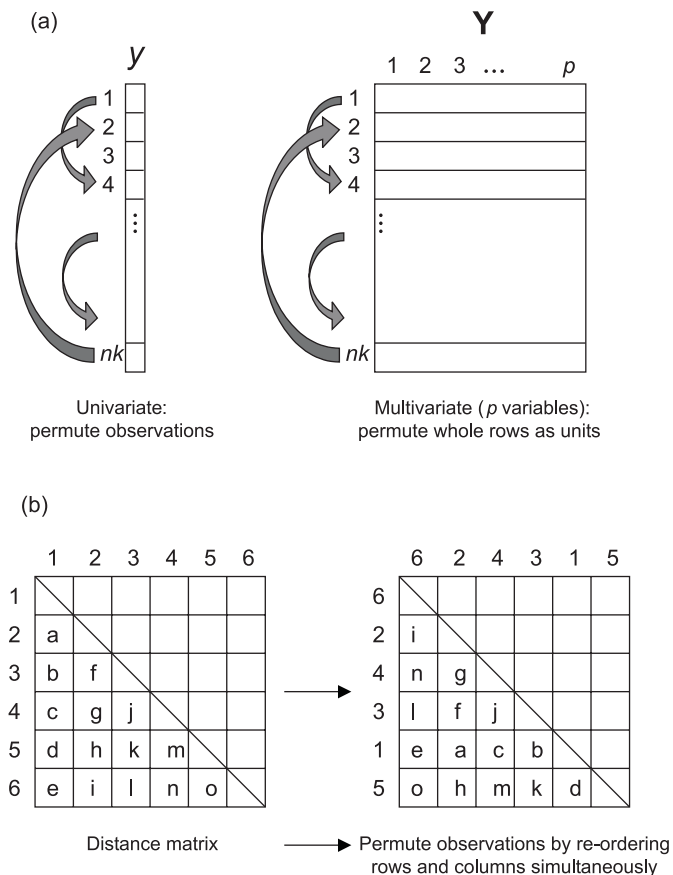 (a)
y
Y
1 2 3 ... p
1
2
3
4
⋮
nk
1
2
3
4
⋮
nk
Univariate:
permute observations
Multivariate (p variables):
permute whole rows as units
(b)
1 2 3 4 5 6
1
2 a
3 b f
4 c g j
5 d h k m
6 e i l n o
6 2 4 3 1 5
6
2 i
4 n g
3 l f j
1 e a c b
5 o h m k d
Distance matrix
Permute observations by re-ordering
rows and columns simultaneously